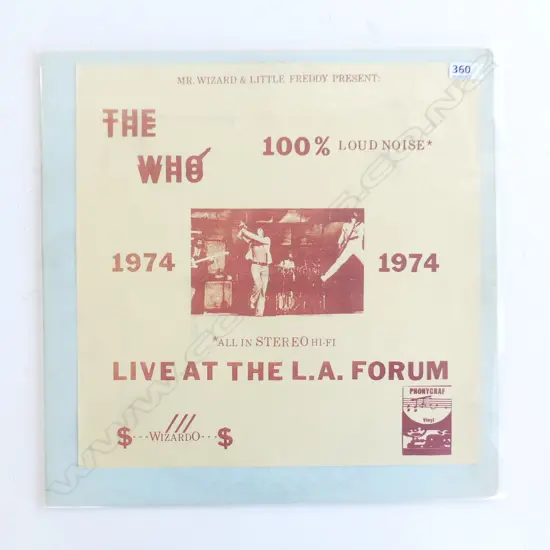 MR. WIZARD & LITTLE FREDDY PRESENT:
360
THE
WHO
100% LOUD NOISE*
1974
1974
*ALL IN STEREO HI-FI
LIVE AT THE L.A. FORUM
PHONYGRAF
Vinyl
$---WIZARDO---$